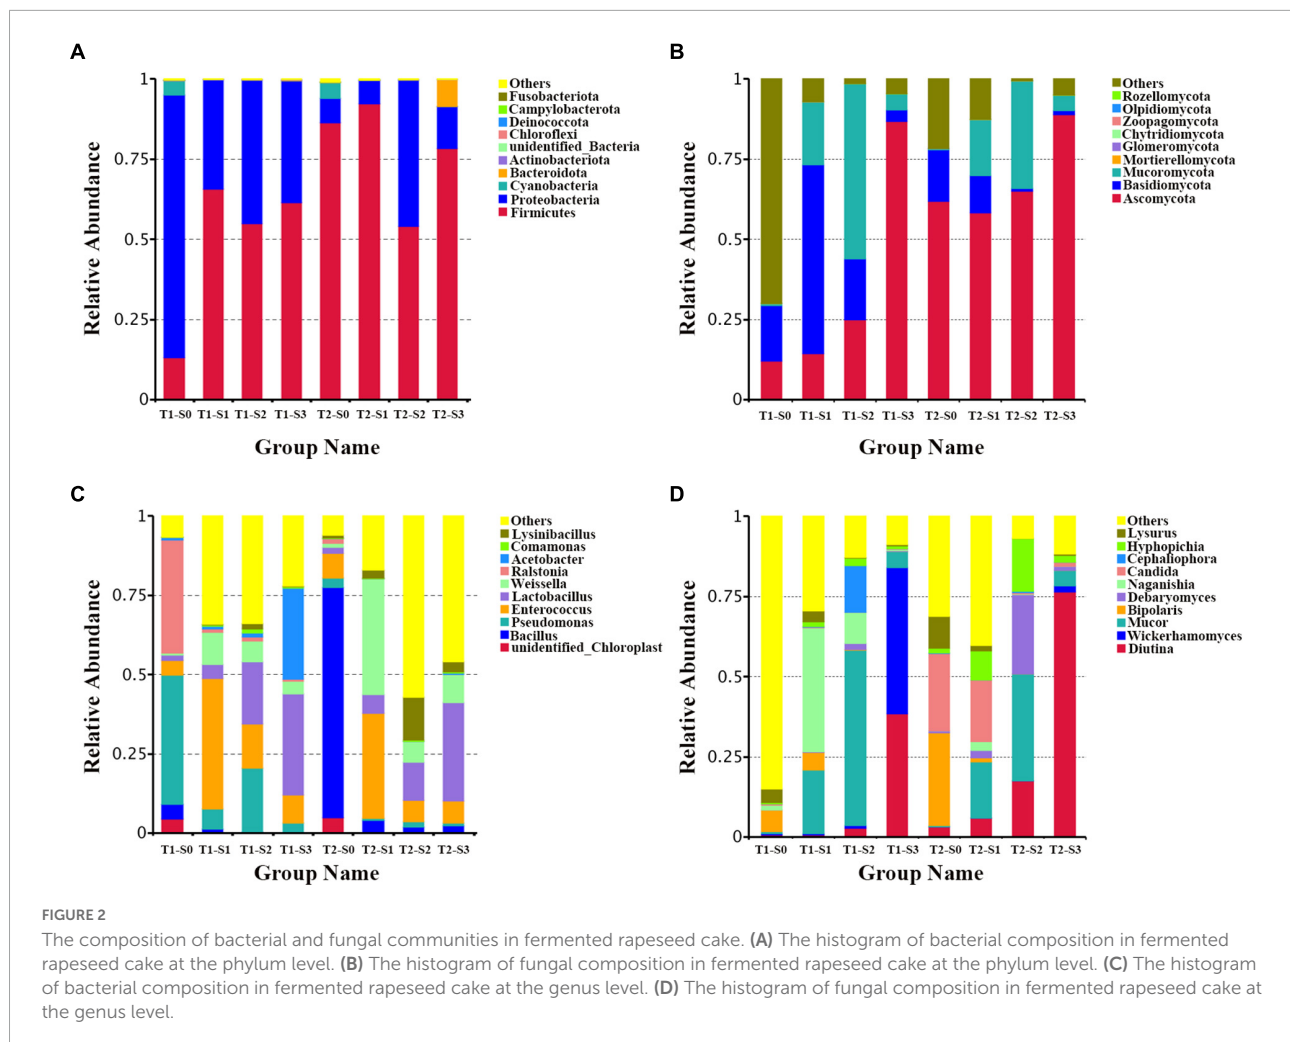 A
1
0.75
0.5
0.25
0
Relative Abundance
T1-S0 T1-S1 T1-S2 T1-S3 T2-S0 T2-S1 T2-S2 T2-S3
Group Name
Others
Fusobacteriota
Campylobacterota
Deinococcota
Chloroflexi
unidentified_Bacteria
Actinobacteriota
Bacteroidota
Cyanobacteria
Proteobacteria
Firmicutes
B
1
0.75
0.5
0.25
0
Relative Abundance
T1-S0 T1-S1 T1-S2 T1-S3 T2-S0 T2-S1 T2-S2 T2-S3
Group Name
Others
Rozellomycota
Olpidiomycota
Zoopagomycota
Chytridiomycota
Glomeromycota
Mortierellomycota
Mucoromycota
Basidiomycota
Ascomycota
C
1
0.75
0.5
0.25
0
Relative Abundance
T1-S0 T1-S1 T1-S2 T1-S3 T2-S0 T2-S1 T2-S2 T2-S3
Group Name
Others
Lysinibacillus
Comamonas
Acetobacter
Ralstonia
Weissella
Lactobacillus
Enterococcus
Pseudomonas
Bacillus
unidentified_Chloroplast
D
1
0.75
0.5
0.25
0
Relative Abundance
T1-S0 T1-S1 T1-S2 T1-S3 T2-S0 T2-S1 T2-S2 T2-S3
Group Name
Others
Lysurus
Hyphopichia
Cephaliophora
Candida
Naganishia
Debaryomyces
Bipolaris
Mucor
Wickerhamomyces
Diutina
FIGURE 2
The composition of bacterial and fungal communities in fermented rapeseed cake. (A) The histogram of bacterial composition in fermented
rapeseed cake at the phylum level. (B) The histogram of fungal composition in fermented rapeseed cake at the phylum level. (C) The histogram
of bacterial composition in fermented rapeseed cake at the genus level. (D) The histogram of fungal composition in fermented rapeseed cake at
the genus level.